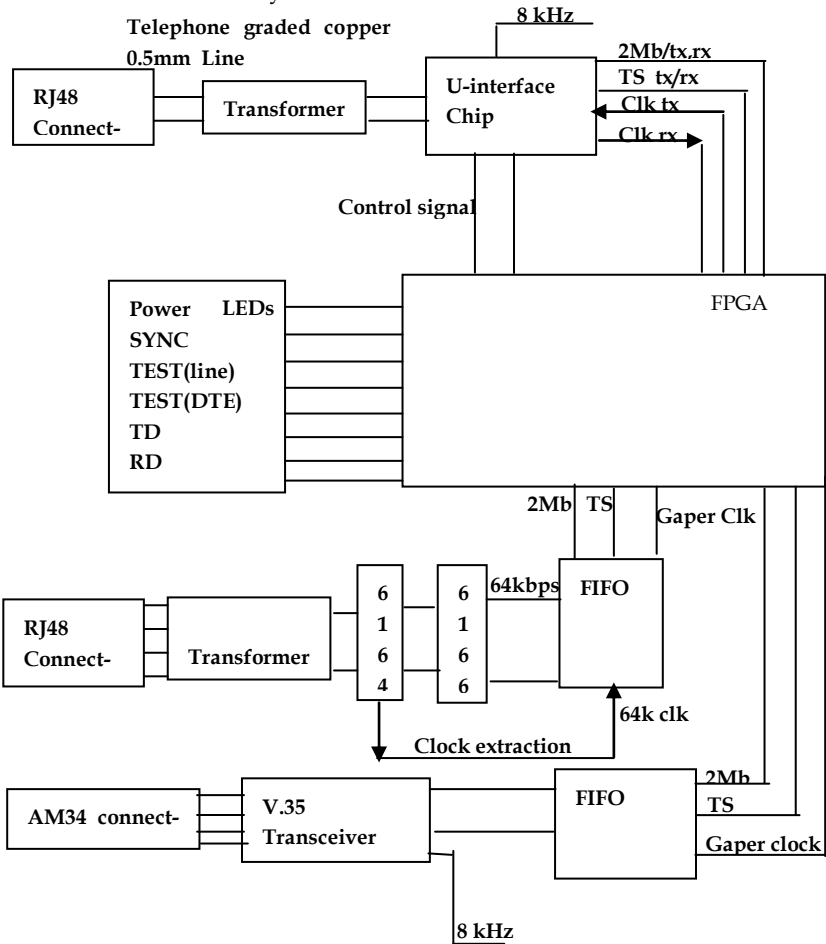 Telephone graded copper
0.5mm Line
8 kHz
2Mb/tx,rx
TS tx/rx
Clk tx
Clk rx
RJ48
Connect-
Transformer
U-interface
Chip
Control signal
FPGA
Power LEDs
SYNC
TEST(line)
TEST(DTE)
TD
RD
2Mb TS
Gaper Clk
RJ48
Connect-
Transformer
6
1
6
4
6
1
6
6
64kbps
FIFO
64k clk
Clock extraction
AM34 connect-
V.35
Transceiver
FIFO
2Mb
TS
Gaper clock
8 kHz